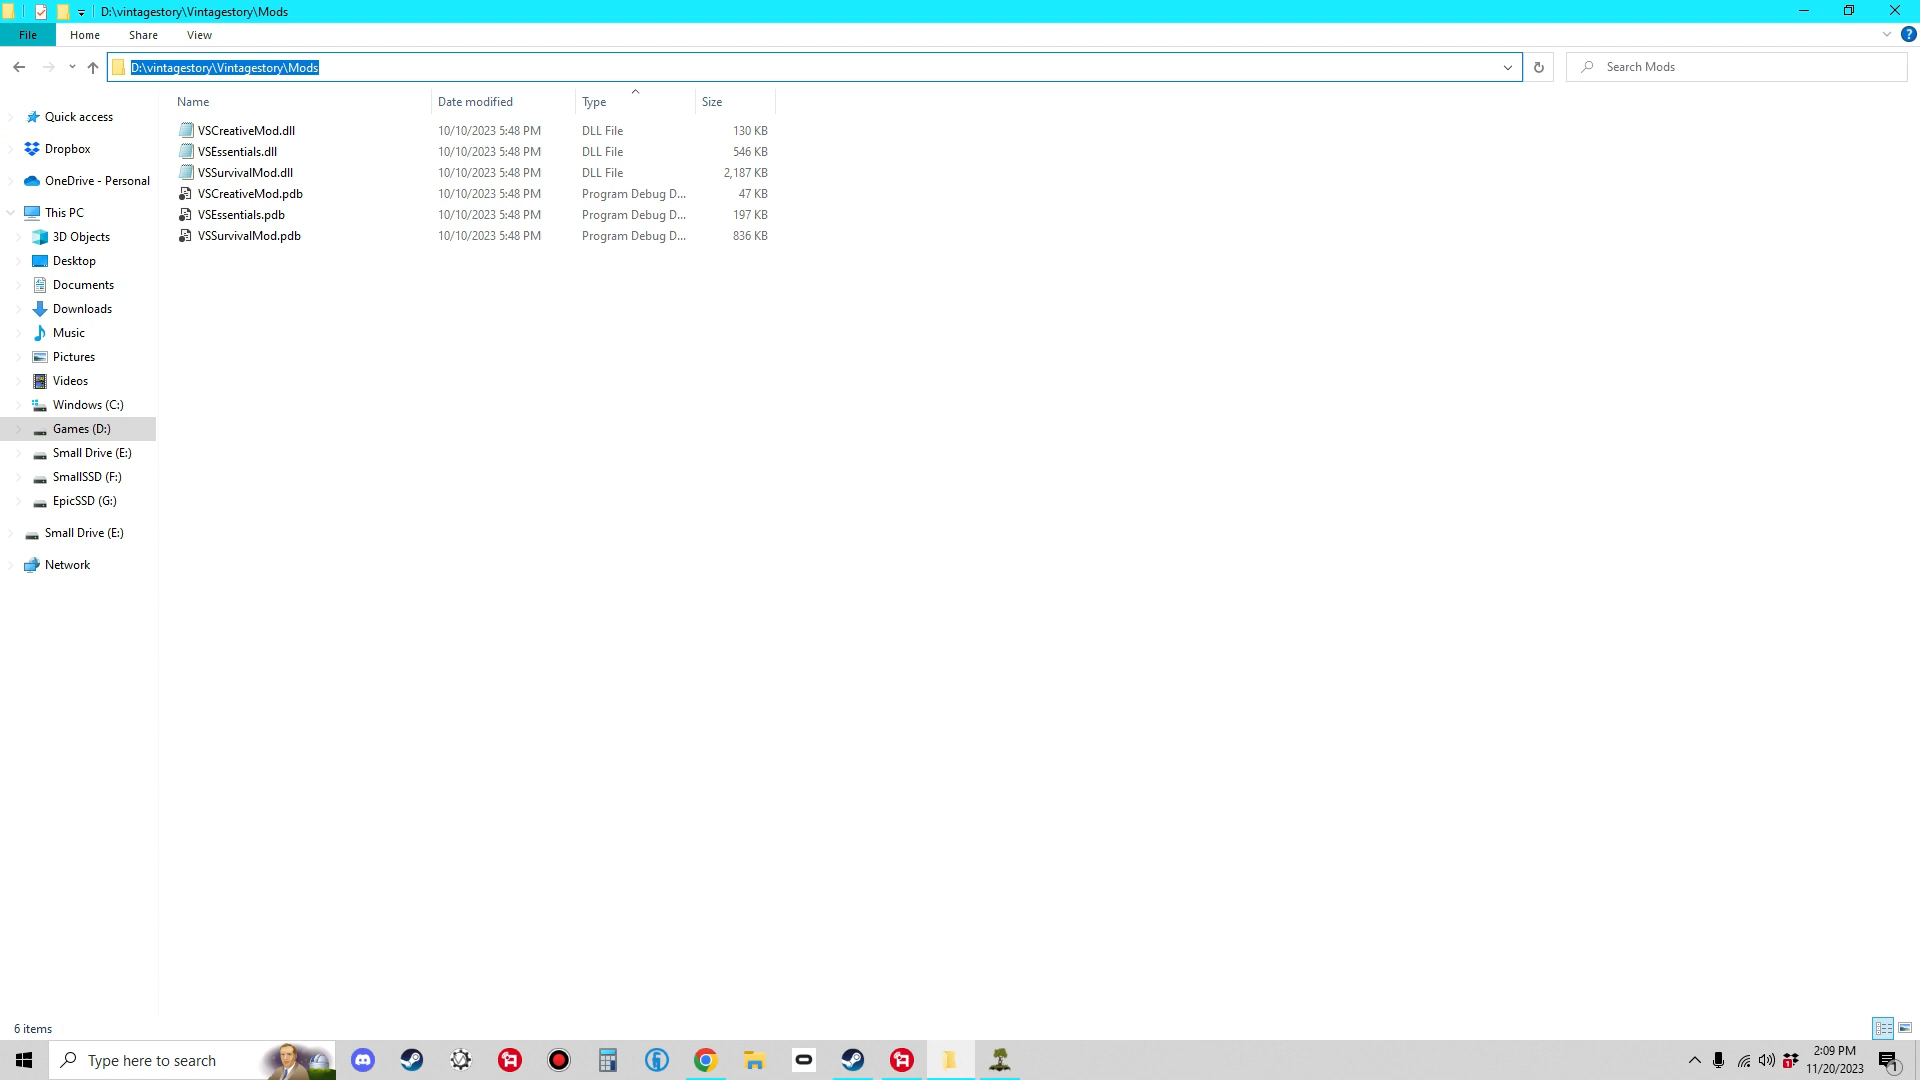 D:\vintagestory\Vintagestory\Mods
File Home Share View
D:\vintagestory\Vintagestory\Mods
Search Mods
Name Date modified Type Size
VSCreativeMod.dll 10/10/2023 5:48 PM DLL File 130 KB
VSEssentials.dll 10/10/2023 5:48 PM DLL File 546 KB
VSSurvivalMod.dll 10/10/2023 5:48 PM DLL File 2,187 KB
VSCreativeMod.pdb 10/10/2023 5:48 PM Program Debug D... 47 KB
VSEssentials.pdb 10/10/2023 5:48 PM Program Debug D... 197 KB
VSSurvivalMod.pdb 10/10/2023 5:48 PM Program Debug D... 836 KB
Quick access
Dropbox
OneDrive - Personal
This PC
3D Objects
Desktop
Documents
Downloads
Music
Pictures
Videos
Windows (C:)
Games (D:)
Small Drive (E:)
SmallSSD (F:)
EpicSSD (G:)
Small Drive (E:)
Network
6 items
Type here to search
2:09 PM
11/20/2023
1